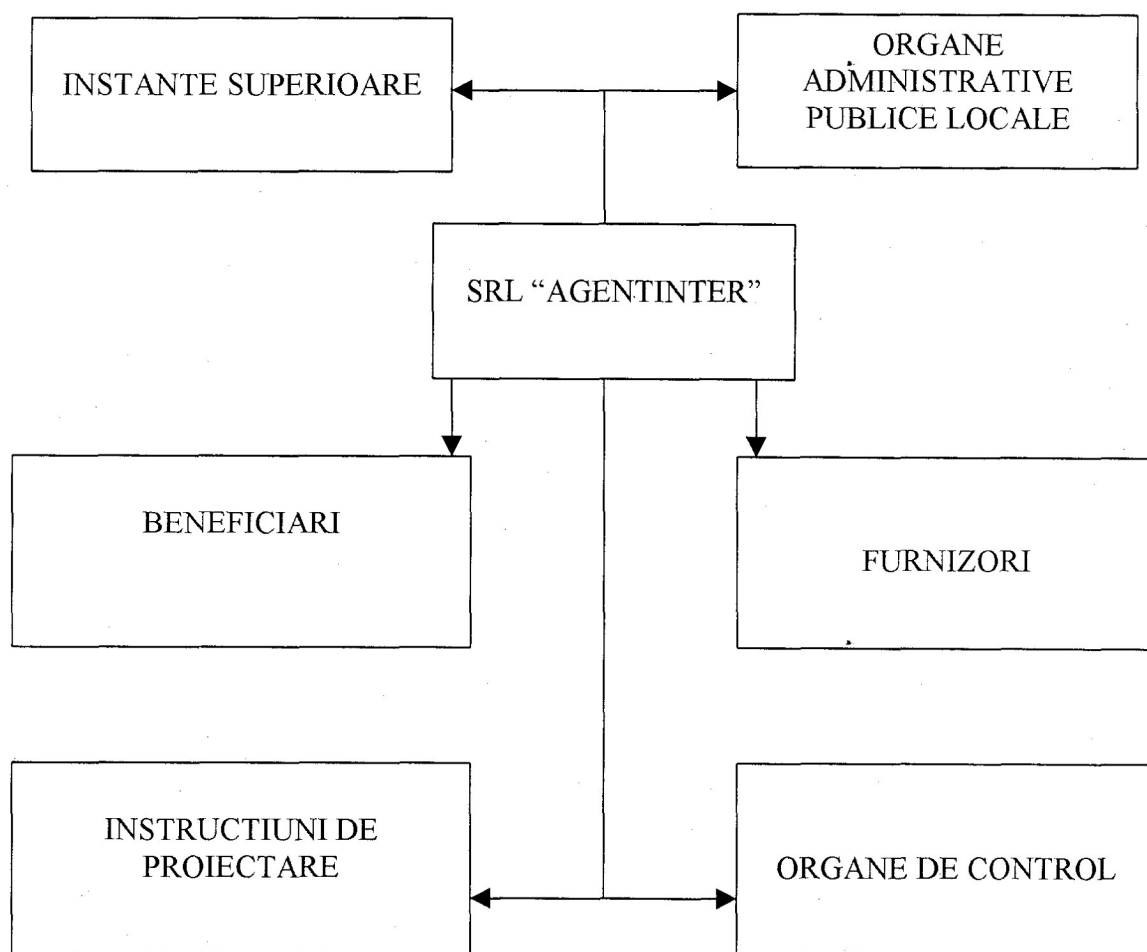 INSTANTE SUPERIOARE
ORGANE
ADMINISTRATIVE
PUBLICE LOCALE
SRL “AGENTINTER”
BENEFICIARI
FURNIZORI
INSTRUCTIUNI DE
PROIECTARE
ORGANE DE CONTROL